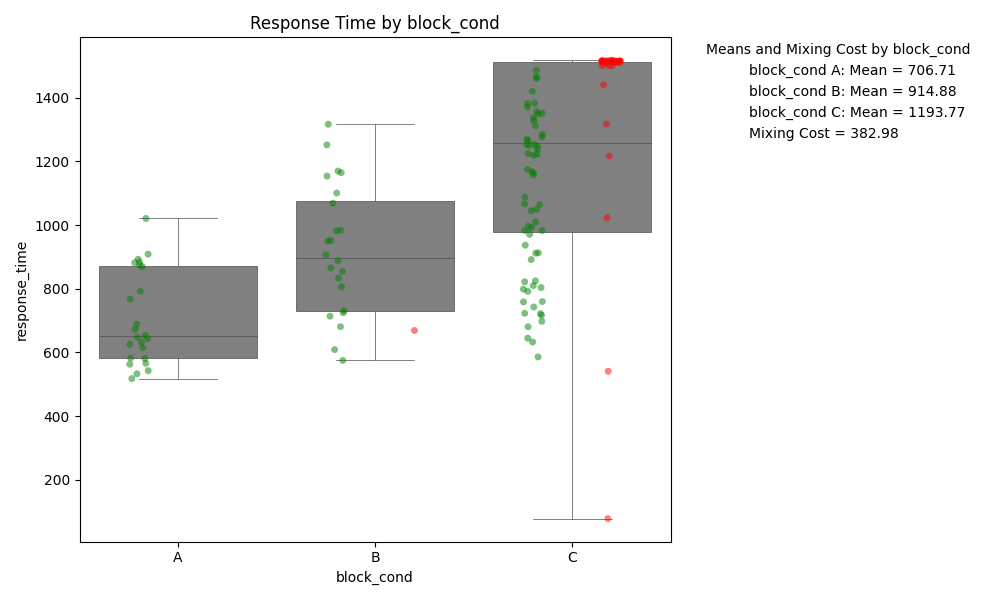 Response Time by block_cond
Means and Mixing Cost by block_cond
block_cond A: Mean = 706.71
block_cond B: Mean = 914.88
block_cond C: Mean = 1193.77
Mixing Cost = 382.98
response_time
1400
1200
1000
800
600
400
200
A
B
C
block_cond